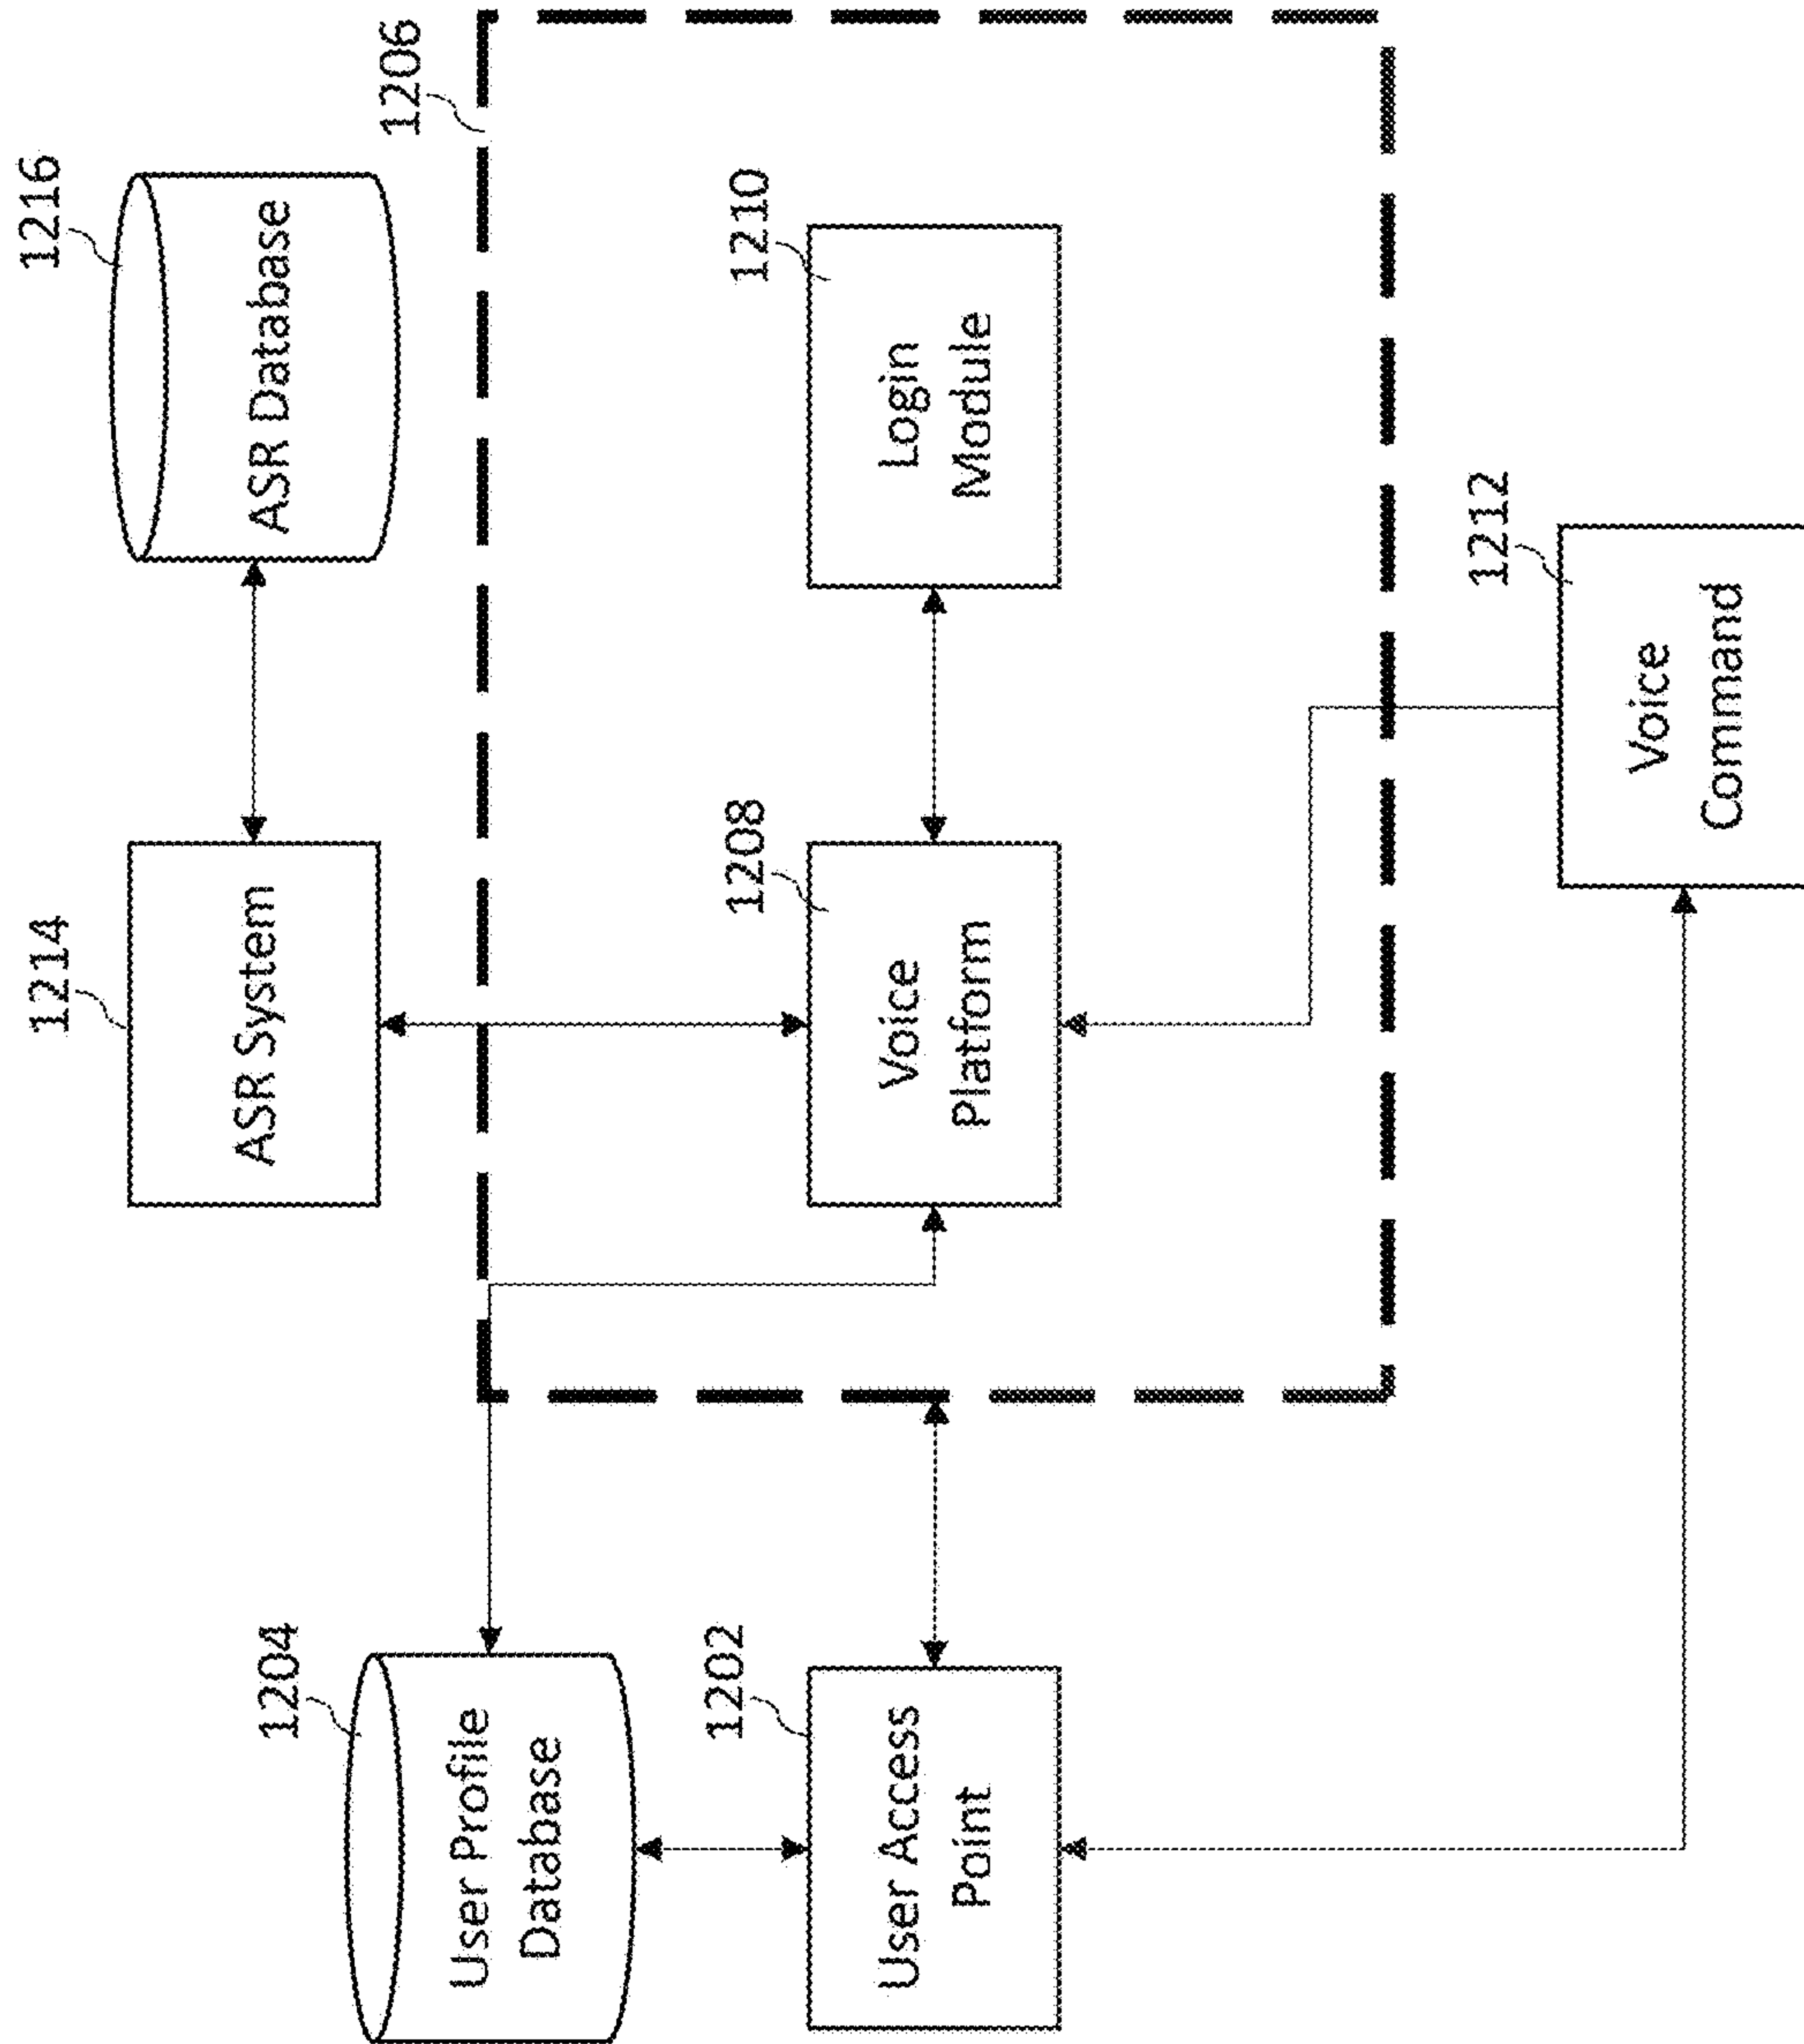 1214
1216
ASR System
ASR Database
1204
1206
User Profile
Database
1202
1208
1210
User Access
Point
Voice
Platform
Login
Module
1212
Voice
Command